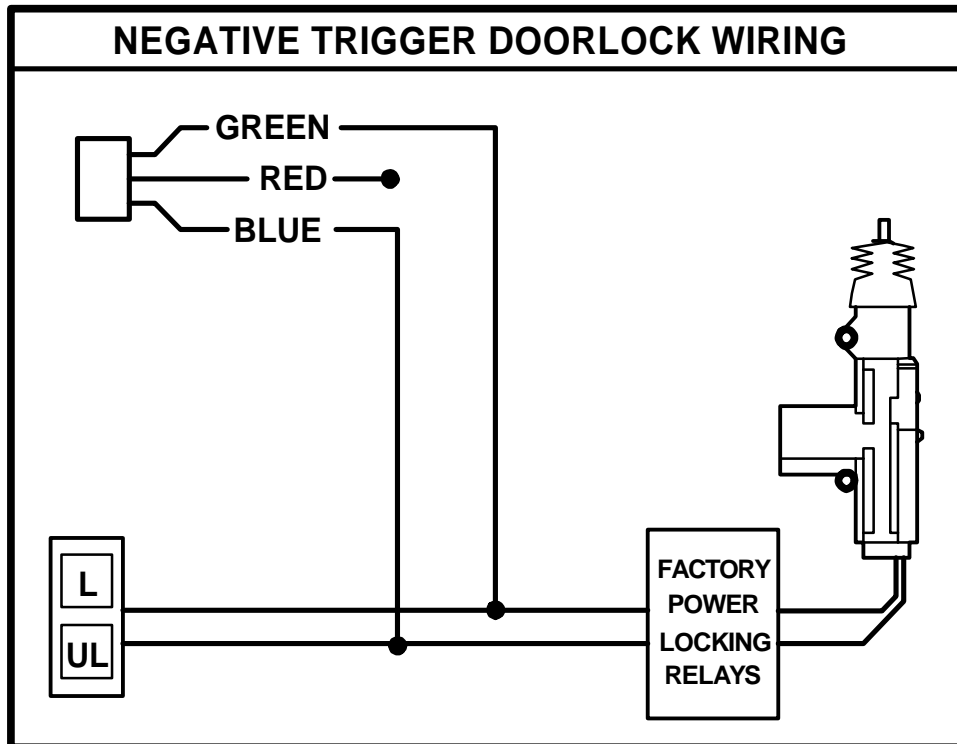 NEGATIVE TRIGGER DOORLOCK WIRING
GREEN
RED
BLUE
L
UL
FACTORY
POWER
LOCKING
RELAYS